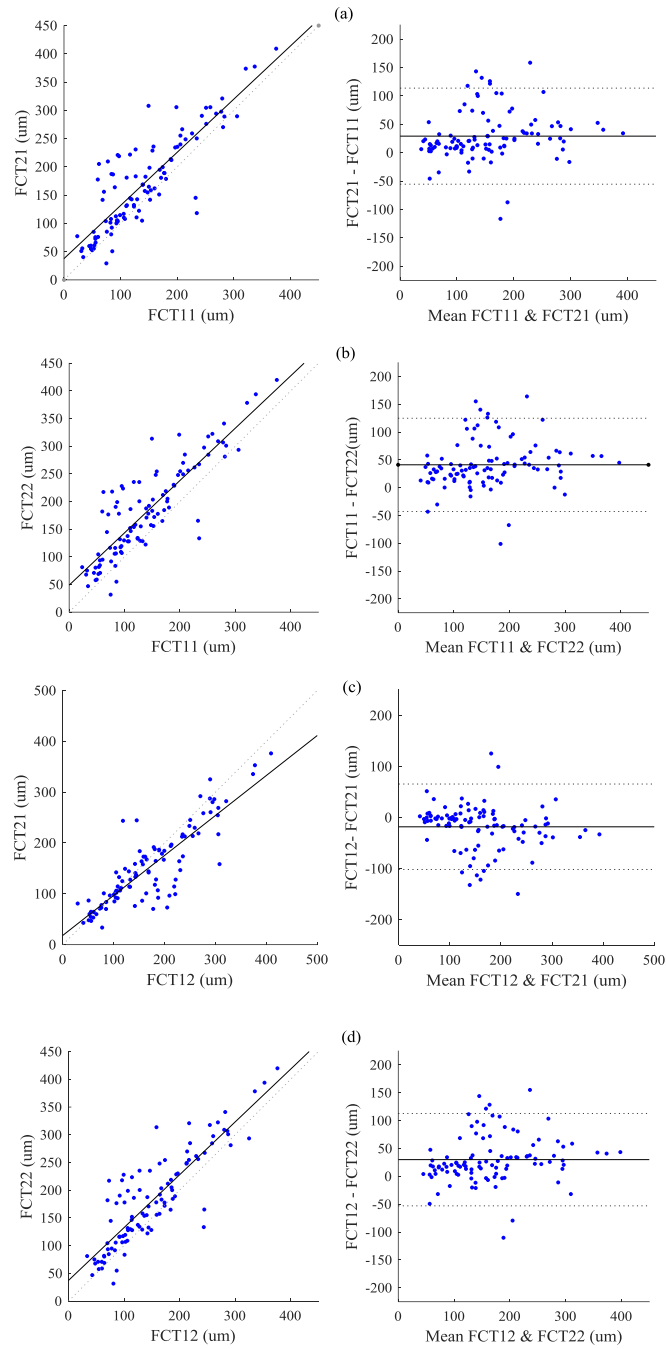 (a)
450
400
350
300
250
200
150
100
50
0
FCT21 (um)
0 100 200 300 400
FCT11 (um)
200
150
100
50
0
-50
-100
-150
-200
FCT21 - FCT11 (um)
0 100 200 300 400
Mean FCT11 & FCT21 (um)
(b)
450
400
350
300
250
200
150
100
50
0
FCT22 (um)
0 100 200 300 400
FCT11 (um)
200
150
100
50
0
-50
-100
-150
-200
FCT11 - FCT22(um)
0 100 200 300 400
Mean FCT11 & FCT22 (um)
(c)
500
400
300
200
100
0
FCT21 (um)
0 100 200 300 400 500
FCT12 (um)
200
100
0
-100
-200
FCT12- FCT21 (um)
0 100 200 300 400 500
Mean FCT12 & FCT21 (um)
(d)
450
400
350
300
250
200
150
100
50
0
FCT22 (um)
0 100 200 300 400
FCT12 (um)
200
150
100
50
0
-50
-100
-150
-200
FCT12 - FCT22 (um)
0 100 200 300 400
Mean FCT12 & FCT22 (um)